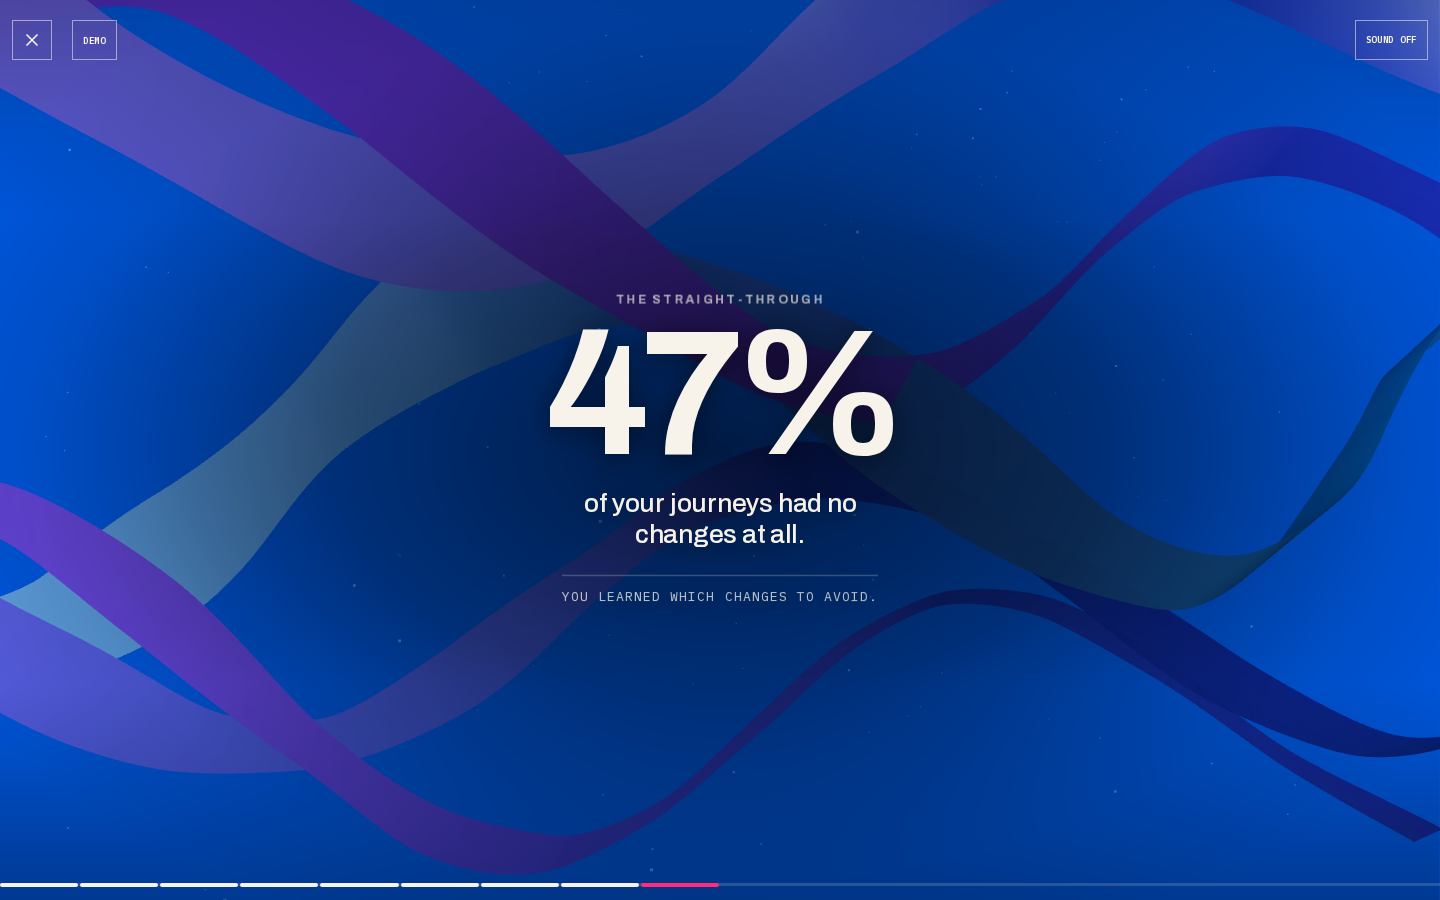 DEMO
SOUND OFF
THE STRAIGHT-THROUGH
47%
of your journeys had no
changes at all.
YOU LEARNED WHICH CHANGES TO AVOID.